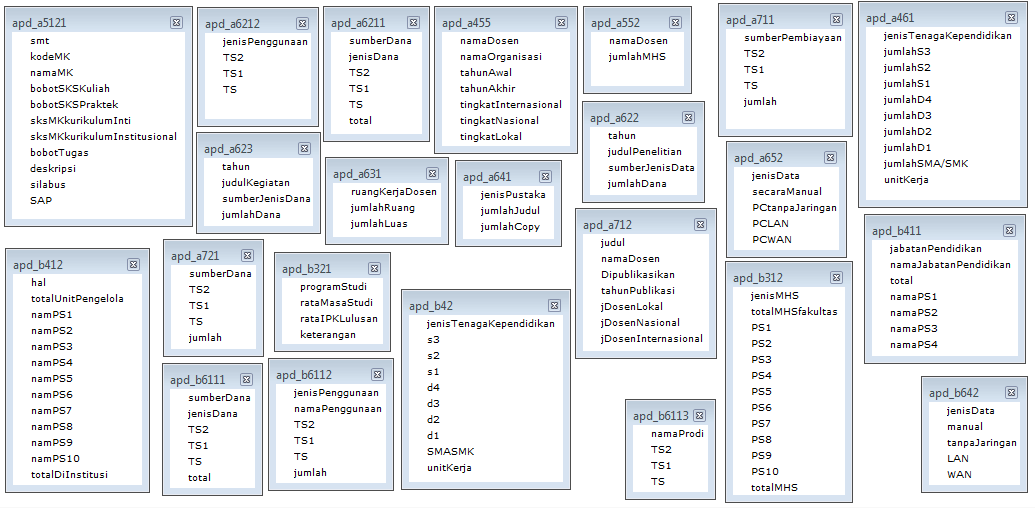 apd_a5121
smt
kodeMK
namaMK
bobotSKSKuliah
bobotSKSPraktek
sksMKkurikulumInti
sksMKkurikulumInstitusional
bobotTugas
deskripsi
silabus
SAP
apd_a6212
jenisPenggunaan
TS2
TS1
TS
apd_a6211
sumberDana
jenisDana
TS2
TS1
TS
total
apd_a455
namaDosen
namaOrganisasi
tahunAwal
tahunAkhir
tingkatInternasional
tingkatNasional
tingkatLokal
apd_a552
namaDosen
jumlahMHS
apd_a711
sumberPembiayaan
TS2
TS1
TS
jumlah
apd_a461
jenisTenagaKependidikan
jumlahS3
jumlahS2
jumlahS1
jumlahD4
jumlahD3
jumlahD2
jumlahD1
jumlahSMA/SMK
unitKerja
apd_a623
tahun
judulKegiatan
sumberJenisDana
jumlahDana
apd_a631
ruangKerjaDosen
jumlahRuang
jumlahLuas
apd_a641
jenisPustaka
jumlahJudul
jumlahCopy
apd_a622
tahun
judulPenelitian
sumberJenisData
jumlahDana
apd_a652
jenisData
secaraManual
PCtanpaJaringan
PCLAN
PCWAN
apd_b412
hal
totalUnitPengelola
namPS1
namPS2
namPS3
namPS4
namPS5
namPS6
namPS7
namPS8
namPS9
namPS10
totalDiInstitusi
apd_a721
sumberDana
TS2
TS1
TS
jumlah
apd_b321
programStudi
rataMasaStudi
rataIPKLulusan
keterangan
apd_b42
jenisTenagaKependidikan
s3
s2
s1
d4
d3
d2
d1
SMASMK
unitKerja
apd_a712
judul
namaDosen
Dipublikasikan
tahunPublikasi
jDosenLokal
jDosenNasional
jDosenInternasional
apd_b312
jenisMHS
totalMHSfakultas
PS1
PS2
PS3
PS4
PS5
PS6
PS7
PS8
PS9
PS10
totalMHS
apd_b411
jabatanPendidikan
namaJabatanPendidikan
total
namaPS1
namaPS2
namaPS3
namaPS4
apd_b6111
sumberDana
jenisDana
TS2
TS1
TS
total
apd_b6112
jenisPenggunaan
namaPenggunaan
TS2
TS1
TS
jumlah
apd_b6113
namaProdi
TS2
TS1
TS
apd_b642
jenisData
manual
tanpaJaringan
LAN
WAN